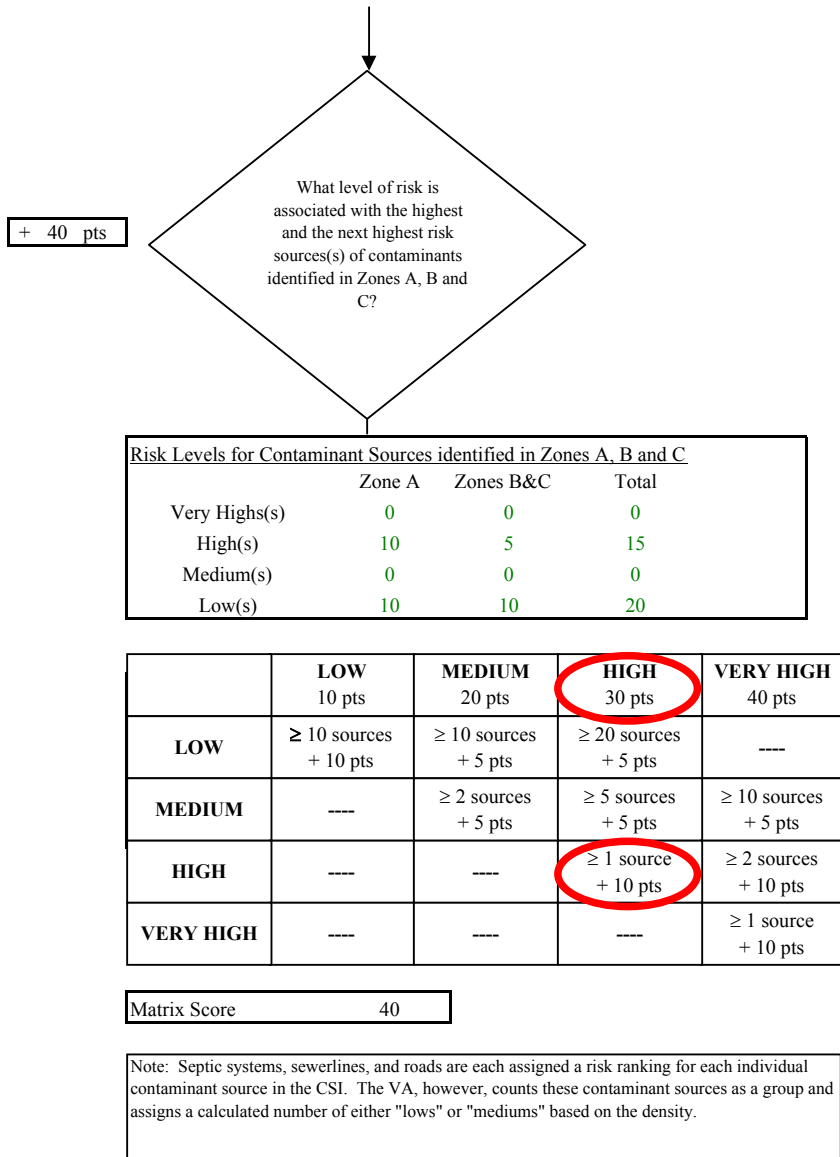 What level of risk is
associated with the highest
and the next highest risk
sources(s) of contaminants
identified in Zones A, B and
C?
+ 40 pts
Risk Levels for Contaminant Sources identified in Zones A, B and C
Zone A Zones B&C Total
Very Highs(s) 0 0 0
High(s) 10 5 15
Medium(s) 0 0 0
Low(s) 10 10 20
LOW MEDIUM HIGH VERY HIGH
10 pts 20 pts 30 pts 40 pts
LOW ≥ 10 sources ≥ 10 sources ≥ 20 sources ----
+ 10 pts + 5 pts + 5 pts
MEDIUM ---- ≥ 2 sources ≥ 5 sources ≥ 10 sources
+ 5 pts + 5 pts + 5 pts
HIGH ---- ---- ≥ 1 source ≥ 2 sources
+ 10 pts + 10 pts
VERY HIGH ---- ---- ---- ≥ 1 source
+ 10 pts
Matrix Score 40
Note: Septic systems, sewerlines, and roads are each assigned a risk ranking for each individual
contaminant source in the CSI. The VA, however, counts these contaminant sources as a group and
assigns a calculated number of either "lows" or "mediums" based on the density.